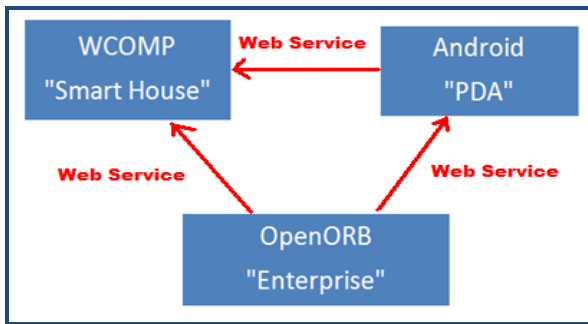 WCOMP
"Smart House"
Web Service
Android
"PDA"
Web Service
Web Service
OpenORB
"Enterprise"